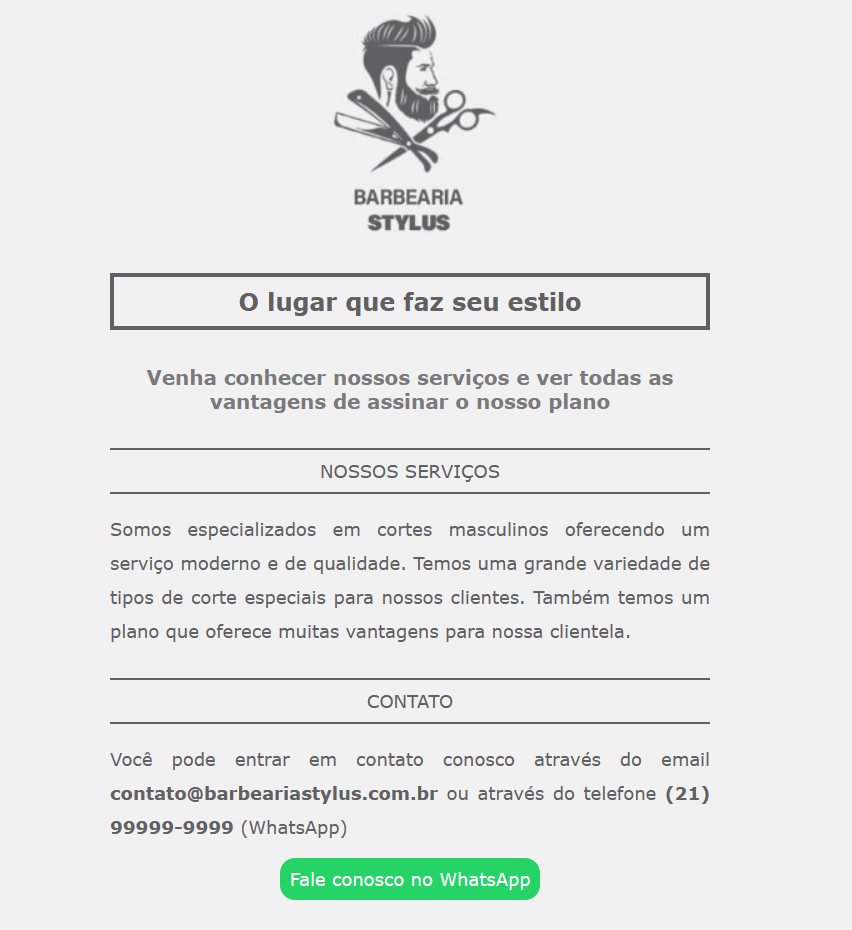 BARBEARIA
STYLUS
O lugar que faz seu estilo
Venha conhecer nossos serviços e ver todas as
vantagens de assinar o nosso plano
NOSSOS SERVIÇOS
Somos especializados em cortes masculinos oferecendo um
serviço moderno e de qualidade. Temos uma grande variedade de
tipos de corte especiais para nossos clientes. Também temos um
plano que oferece muitas vantagens para nossa clientela.
CONTATO
Você pode entrar em contato conosco através do email
contato@barbeariastylus.com.br ou através do telefone (21)
99999-9999 (WhatsApp)
Fale conosco no WhatsApp